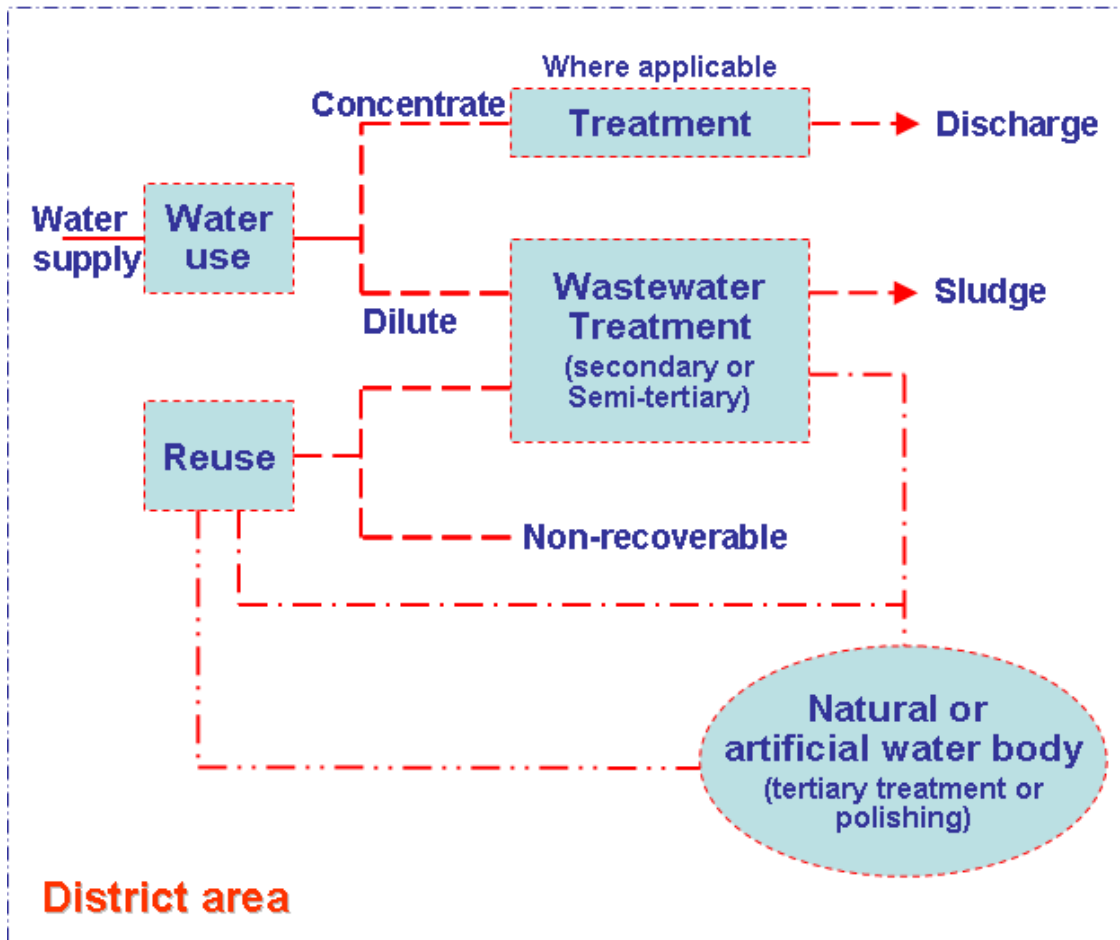 Where applicable
Concentrate
Treatment
Discharge
Water
supply
Water
use
Dilute
Wastewater
Treatment
(secondary or
Semi-tertiary)
Sludge
Reuse
Non-recoverable
Natural or
artificial water body
(tertiary treatment or
polishing)
District area